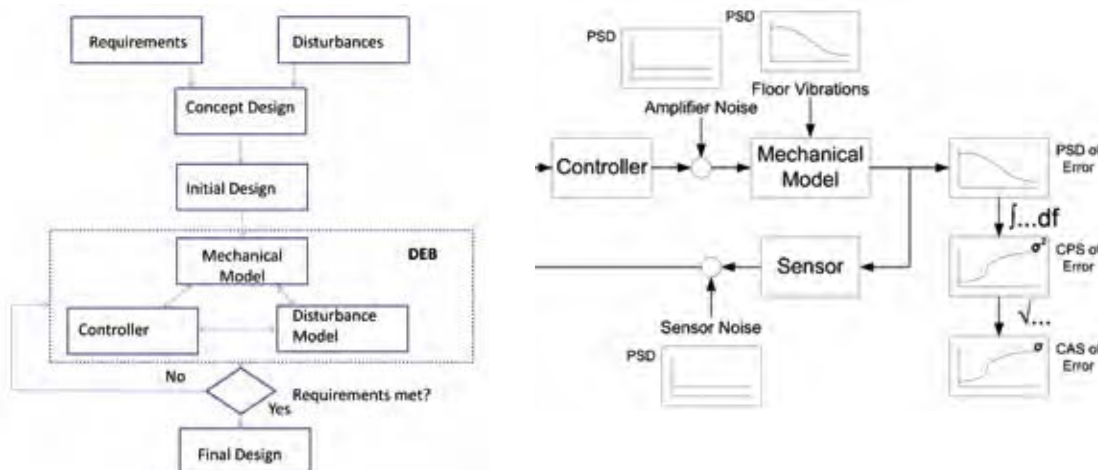 Requirements
Disturbances
Concept Design
Initial Design
DEB
Mechanical
Model
Controller
Disturbance
Model
No
Requirements met?
Yes
Final Design
PSD
PSD
Amplifier Noise
Floor Vibrations
Controller
Mechanical
Model
PSD of
Error
∫...df
Sensor
σ²
CPS of
Error
√...
Sensor Noise
PSD
σ
CAS of
Error